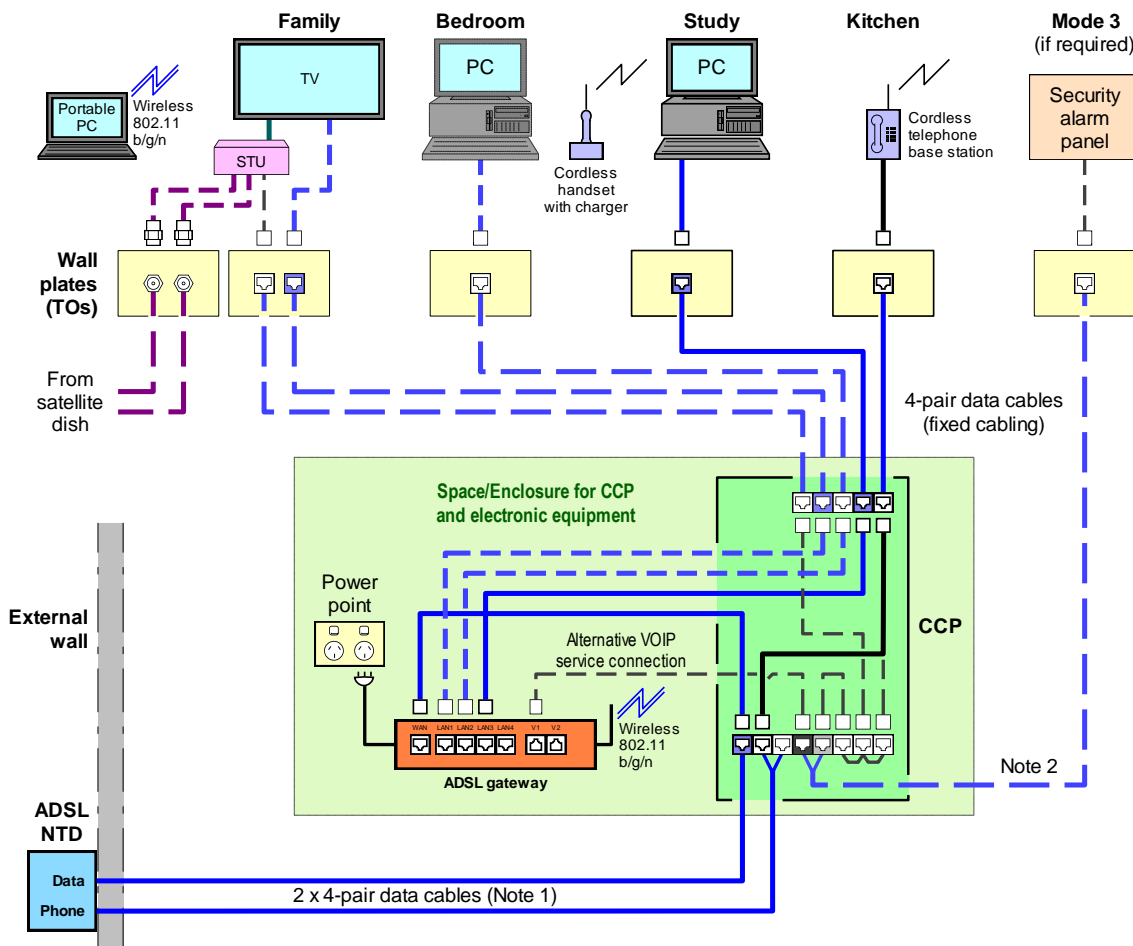 Family
Bedroom
Study
Kitchen
Mode 3
(if required)
TV
PC
PC
Portable
PC
Wireless
802.11
b/g/n
STU
Cordless
handset
with charger
Cordless
telephone
base station
Security
alarm
panel
Wall
plates
(TOs)
From
satellite
dish
4-pair data cables
(fixed cabling)
Space/Enclosure for CCP
and electronic equipment
Power
point
External
wall
CCP
Alternative VOIP
service connection
WAN LAN1 LAN2 LAN3 LAN4 V1 V2
Wireless
802.11
b/g/n
ADSL gateway
Note 2
ADSL
NTD
Data
Phone
2 x 4-pair data cables (Note 1)